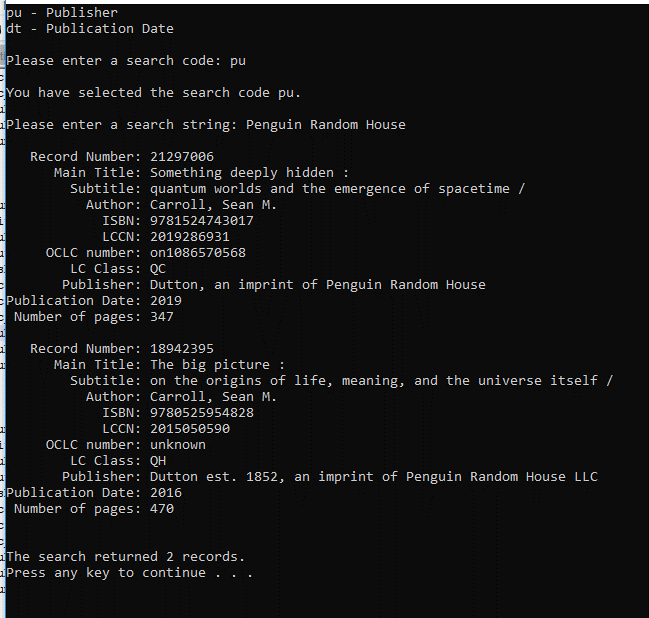 pu - Publisher
dt - Publication Date
Please enter a search code: pu
You have selected the search code pu.
Please enter a search string: Penguin Random House
Record Number: 21297006
Main Title: Something deeply hidden :
Subtitle: quantum worlds and the emergence of spacetime /
Author: Carroll, Sean M.
ISBN: 9781524743017
LCCN: 2019286931
OCLC number: on1086570568
LC Class: QC
Publisher: Dutton, an imprint of Penguin Random House
Publication Date: 2019
Number of pages: 347
Record Number: 18942395
Main Title: The big picture :
Subtitle: on the origins of life, meaning, and the universe itself /
Author: Carroll, Sean M.
ISBN: 9780525954828
LCCN: 2015050590
OCLC number: unknown
LC Class: QH
Publisher: Dutton est. 1852, an imprint of Penguin Random House LLC
Publication Date: 2016
Number of pages: 470
The search returned 2 records.
Press any key to continue . . .